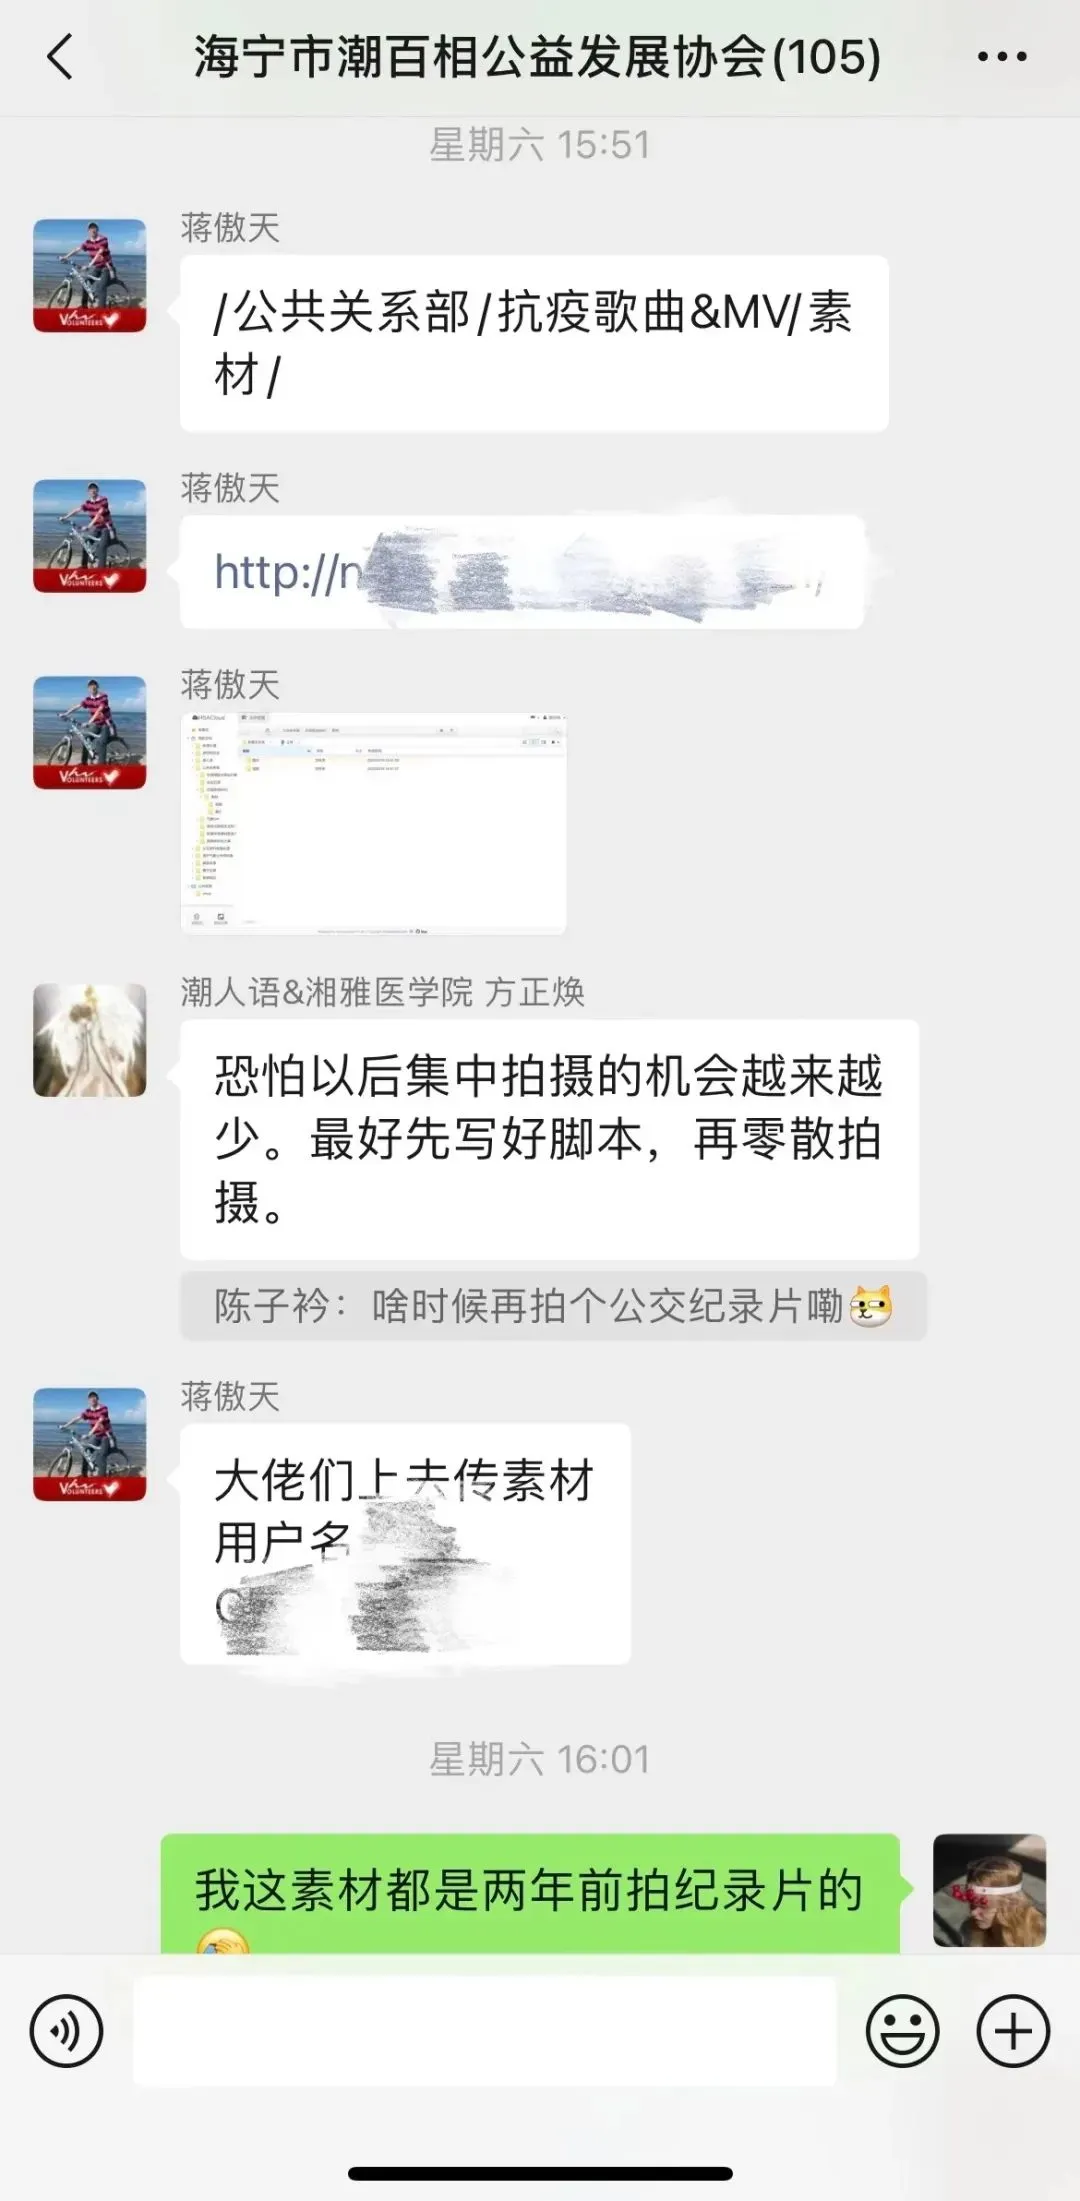 海宁市潮百相公益发展协会(105)
星期六 15:51
蒋傲天
/公共关系部/抗疫歌曲&MV/素
材/
蒋傲天
http://n
蒋傲天
潮人语&湘雅医学院 方正焕
恐怕以后集中拍摄的机会越来越
少。最好先写好脚本，再零散拍
摄。
陈子衿：啥时候再拍个公交纪录片嘞
蒋傲天
大佬们上去传素材
用户名
星期六 16:01
我这素材都是两年前拍纪录片的